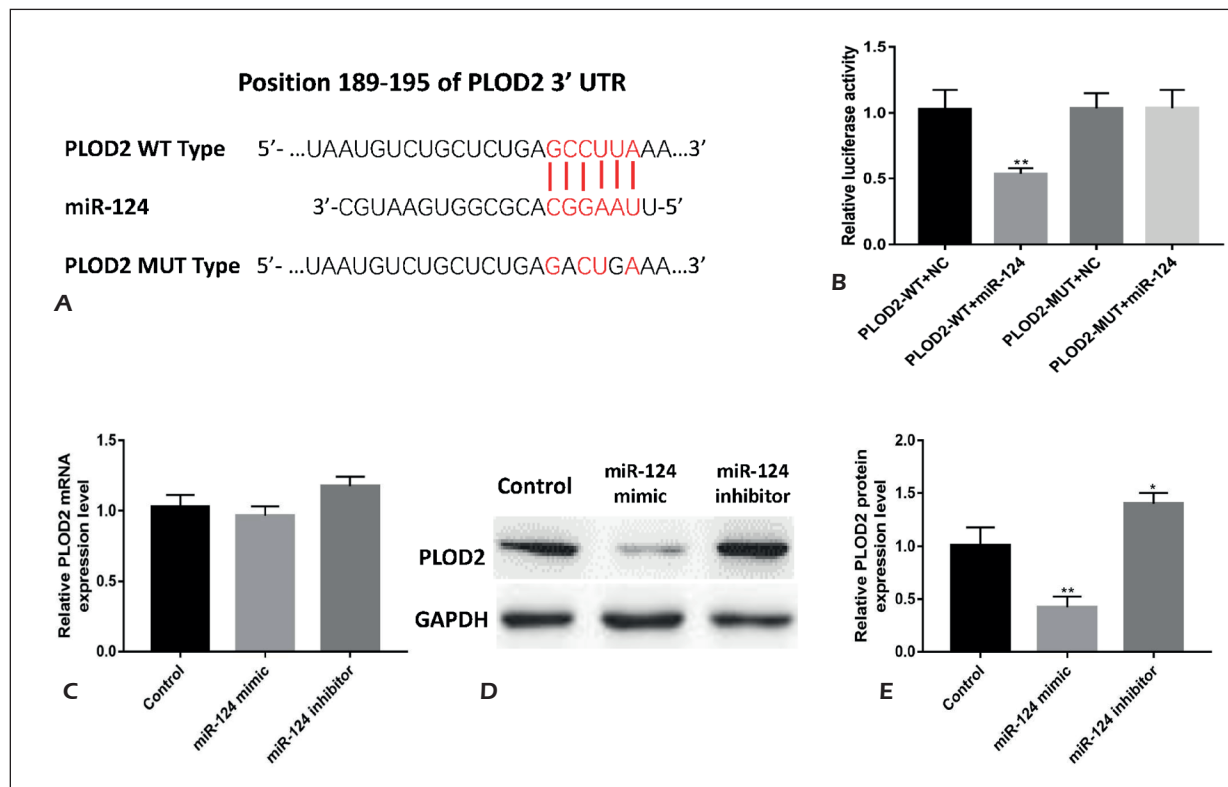 Position 189-195 of PLOD2 3' UTR
PLOD2 WT Type 5'- ...UAAUGUCUGCUCUGAGCCUUAAA...3'
miR-124 3'-CGUAAGUGGCGCACGGAAUU-5'
PLOD2 MUT Type 5'- ...UAAUGUCUGCUCUGAGACUGAAA...3'
A
Relative luciferase activity
1.5
1.0
0.5
0.0
**
PLOD2-WT+NC
PLOD2-WT+miR-124
PLOD2-MUT+NC
PLOD2-MUT+miR-124
B
Relative PLOD2 mRNA
expression level
1.5
1.0
0.5
0.0
Control
miR-124 mimic
miR-124 inhibitor
C
Control
miR-124
mimic
miR-124
inhibitor
PLOD2
GAPDH
D
Relative PLOD2 protein
expression level
2.0
1.5
1.0
0.5
0.0
**
*
Control
miR-124 mimic
miR-124 inhibitor
E